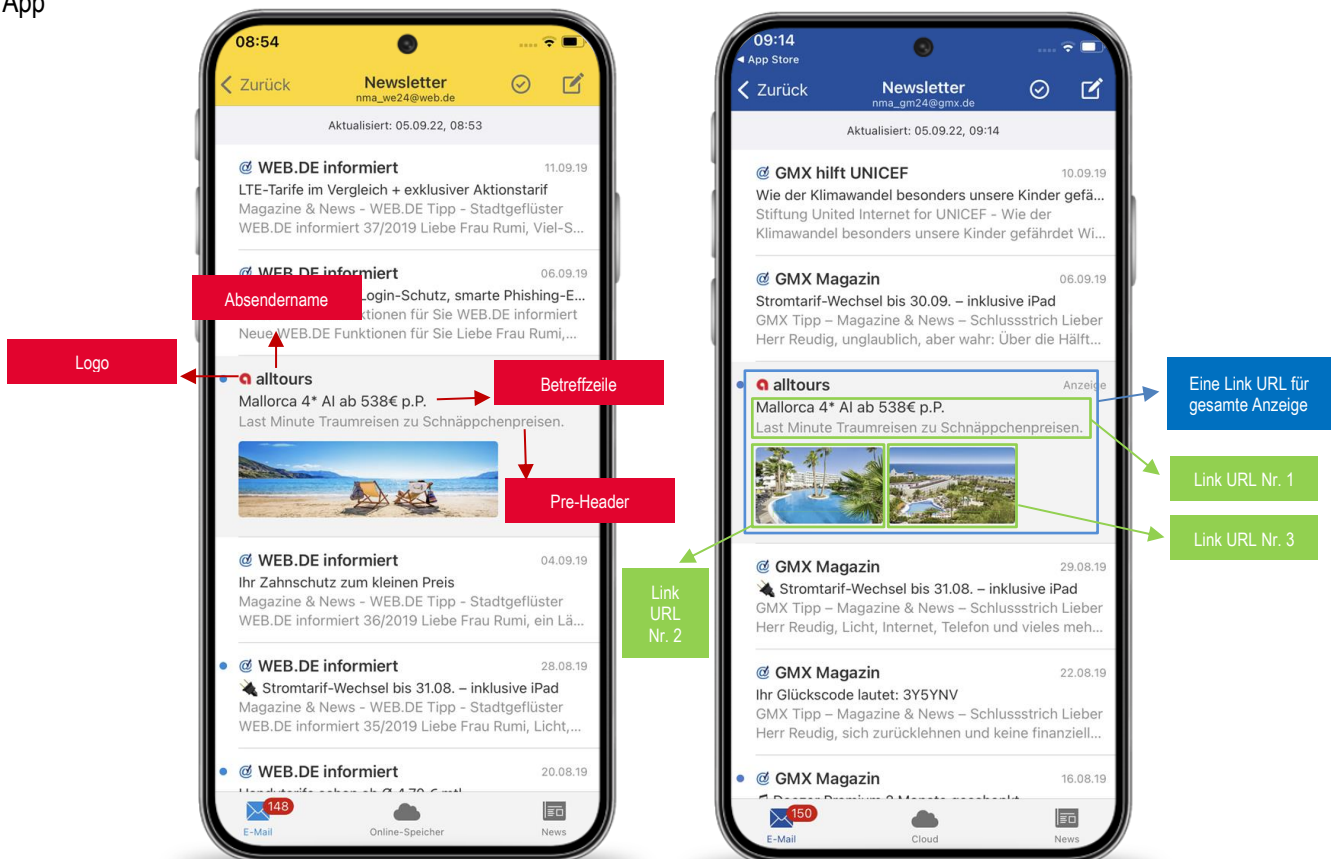 App
08:54
Zurück
Newsletter
nma_we24@web.de
Aktualisiert: 05.09.22, 08:53
WEB.DE informiert
11.09.19
LTE-Tarife im Vergleich + exklusiver Aktionstarif
Magazine & News - WEB.DE Tipp - Stadtgeflüster
WEB.DE informiert 37/2019 Liebe Frau Rumi, Viel-S...
WEB.DE informiert
06.09.19
Login-Schutz, smarte Phishing-E...
ktionen für Sie WEB.DE informiert
Neue WEB.DE Funktionen für Sie Liebe Frau Rumi,...
alltours
Mallorca 4* AI ab 538€ p.P.
Last Minute Traumreisen zu Schnäppchenpreisen.
WEB.DE informiert
04.09.19
Ihr Zahnschutz zum kleinen Preis
Magazine & News - WEB.DE Tipp - Stadtgeflüster
WEB.DE informiert 36/2019 Liebe Frau Rumi, ein Lä...
WEB.DE informiert
28.08.19
Stromtarif-Wechsel bis 31.08. – inklusive iPad
Magazine & News - WEB.DE Tipp - Stadtgeflüster
WEB.DE informiert 35/2019 Liebe Frau Rumi, Licht,...
WEB.DE informiert
20.08.19
148
E-Mail
Online-Speicher
News
Absendername
Logo
Betreffzeile
Pre-Header
09:14
App Store
Zurück
Newsletter
nma_gm24@gmx.de
Aktualisiert: 05.09.22, 09:14
GMX hilft UNICEF
10.09.19
Wie der Klimawandel besonders unsere Kinder gefä...
Stiftung United Internet for UNICEF - Wie der
Klimawandel besonders unsere Kinder gefährdet Wi...
GMX Magazin
06.09.19
Stromtarif-Wechsel bis 30.09. – inklusive iPad
GMX Tipp – Magazine & News – Schlussstrich Lieber
Herr Reudig, unglaublich, aber wahr: Über die Hälft...
alltours
Anzeige
Mallorca 4* AI ab 538€ p.P.
Last Minute Traumreisen zu Schnäppchenpreisen.
GMX Magazin
29.08.19
Stromtarif-Wechsel bis 31.08. – inklusive iPad
GMX Tipp – Magazine & News – Schlussstrich Lieber
Herr Reudig, Licht, Internet, Telefon und vieles meh...
GMX Magazin
22.08.19
Ihr Glückscode lautet: 3Y5YNV
GMX Tipp – Magazine & News – Schlussstrich Lieber
Herr Reudig, sich zurücklehnen und keine finanziell...
GMX Magazin
16.08.19
150
E-Mail
Cloud
News
Eine Link URL für
gesamte Anzeige
Link URL Nr. 1
Link URL Nr. 3
Link
URL
Nr. 2